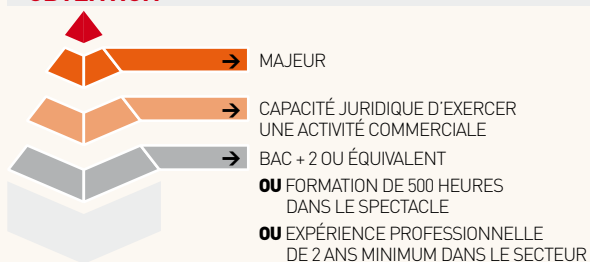 MAJEUR
CAPACITÉ JURIDIQUE D'EXERCER
UNE ACTIVITÉ COMMERCIALE
BAC + 2 OU ÉQUIVALENT
OU FORMATION DE 500 HEURES
DANS LE SPECTACLE
OU EXPÉRIENCE PROFESSIONNELLE
DE 2 ANS MINIMUM DANS LE SECTEUR